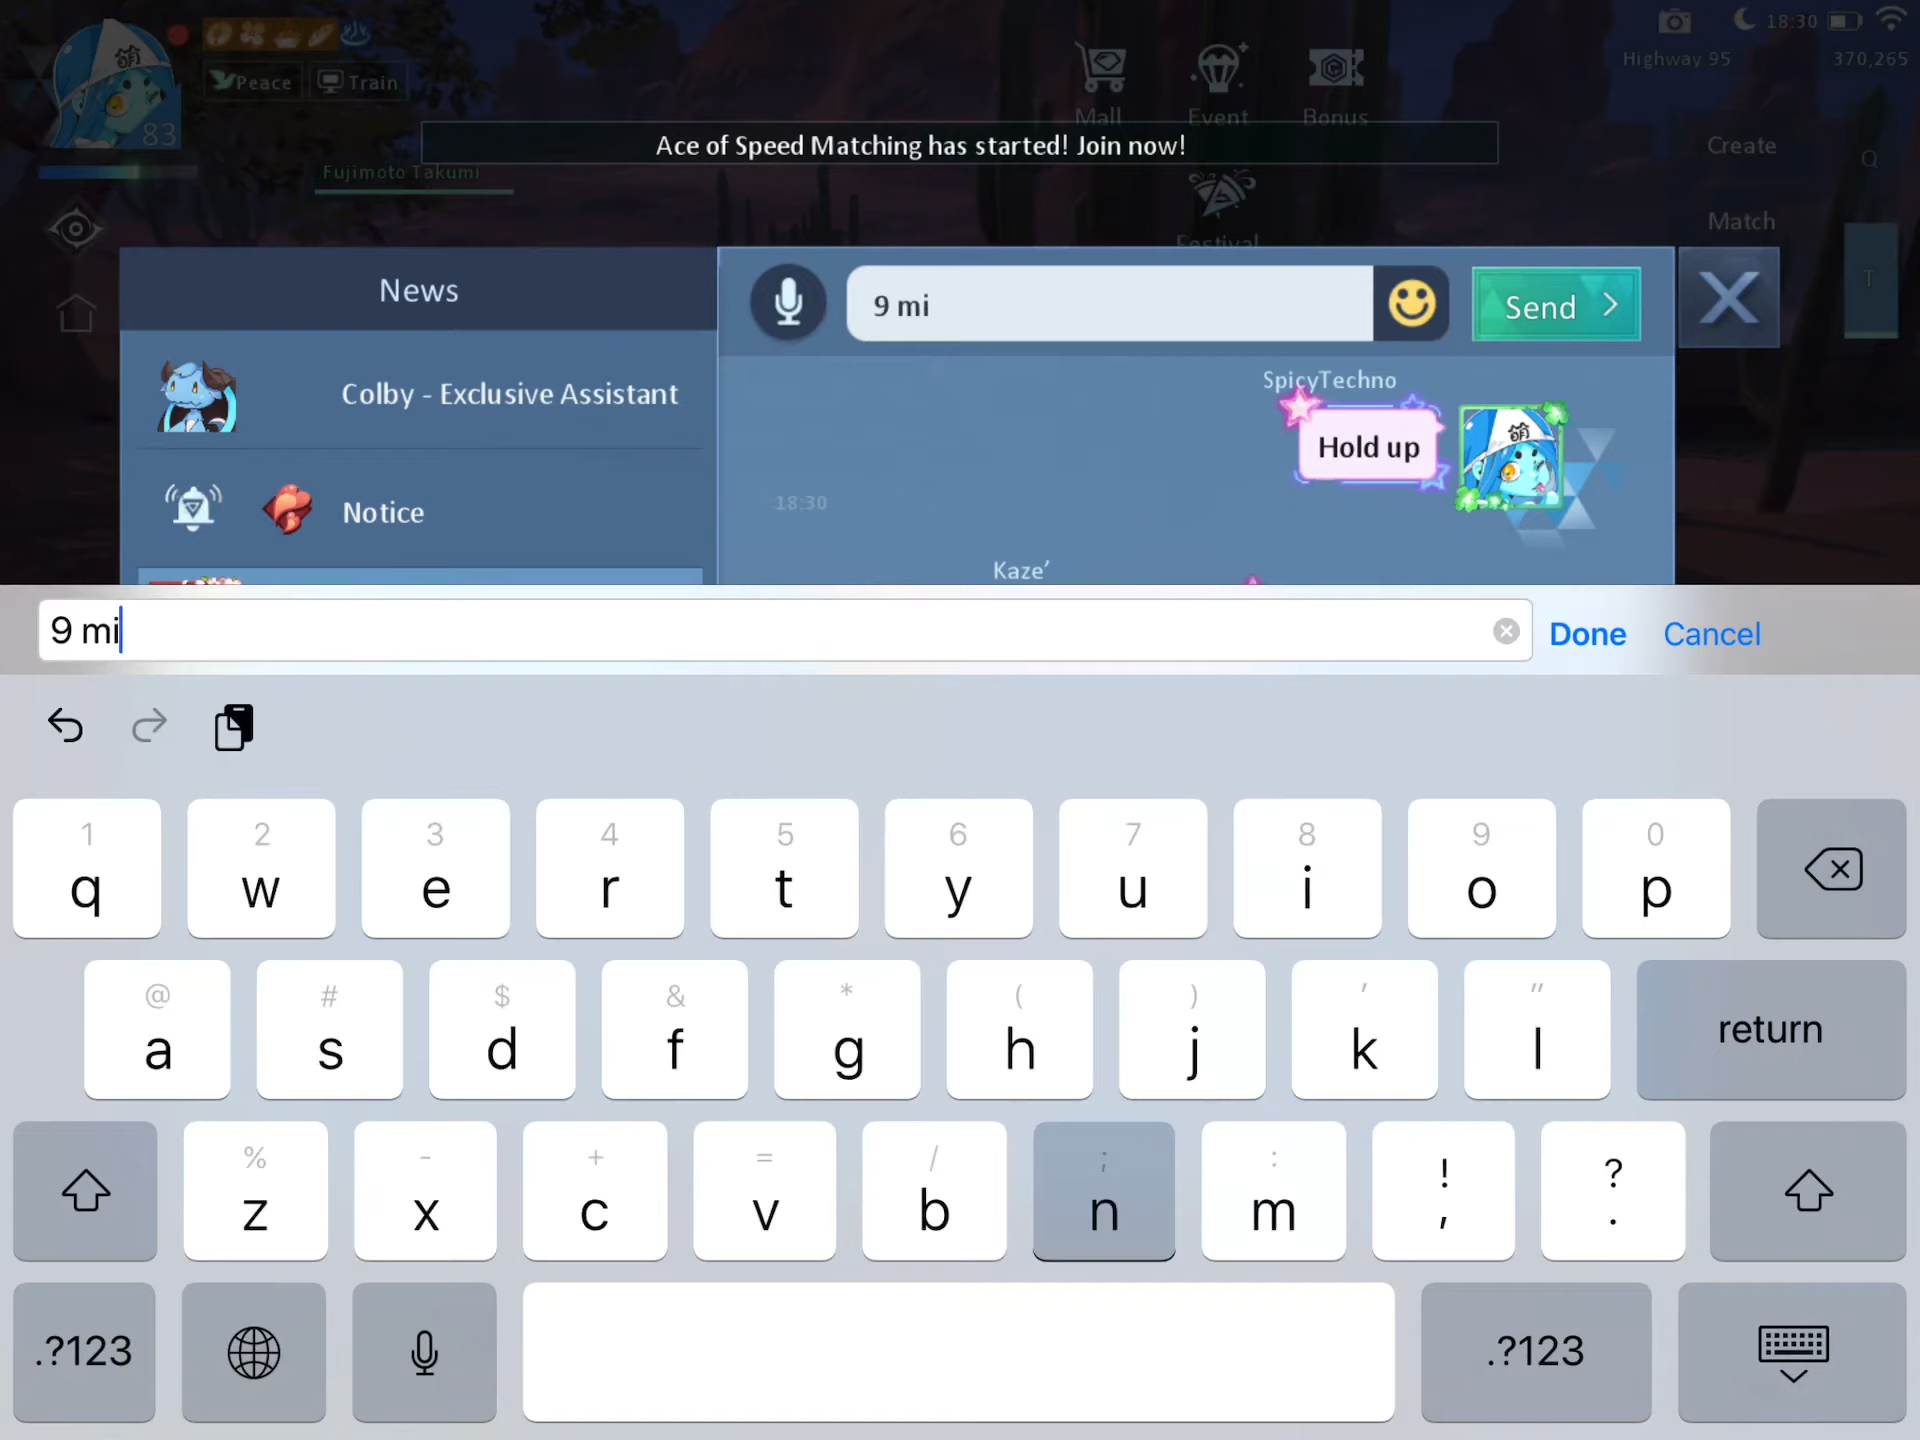 18:30
Highway 95
370,265
Peace
Train
83
Mall
Event
Bonus
Ace of Speed Matching has started! Join now!
Create
Q
Fujimoto Takumi
Match
Festival
T
News
9 mi
Send
Colby - Exclusive Assistant
SpicyTechno
Hold up
萌
18:30
Notice
Kaze’
9 mi
Done
Cancel
1 2 3 4 5 6 7 8 9 0
q w e r t y u i o p
@ # $ & * ( ) ' "
a s d f g h j k l
return
% - + = / ; : ! ?
z x c v b n m , .
.?123
.?123